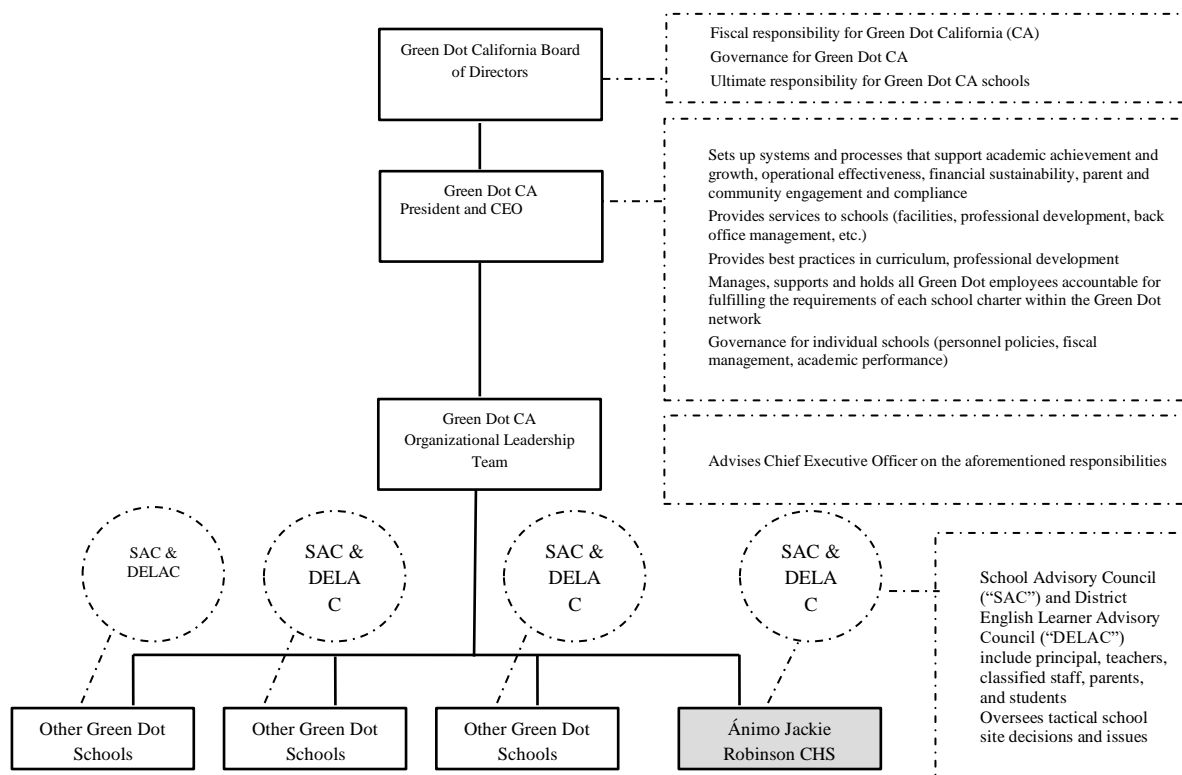 Green Dot California Board
of Directors
Fiscal responsibility for Green Dot California (CA)
Governance for Green Dot CA
Ultimate responsibility for Green Dot CA schools
Green Dot CA
President and CEO
Sets up systems and processes that support academic achievement and
growth, operational effectiveness, financial sustainability, parent and
community engagement and compliance
Provides services to schools (facilities, professional development, back
office management, etc.)
Provides best practices in curriculum, professional development
Manages, supports and holds all Green Dot employees accountable for
fulfilling the requirements of each school charter within the Green Dot
network
Governance for individual schools (personnel policies, fiscal
management, academic performance)
Green Dot CA
Organizational Leadership
Team
Advises Chief Executive Officer on the aforementioned responsibilities
SAC &
DELAC
SAC &
DELA
C
SAC &
DELA
C
SAC &
DELA
C
School Advisory Council
(“SAC”) and District
English Learner Advisory
Council (“DELAC”)
include principal, teachers,
classified staff, parents,
and students
Oversees tactical school
site decisions and issues
Other Green Dot
Schools
Other Green Dot
Schools
Other Green Dot
Schools
Ánimo Jackie
Robinson CHS